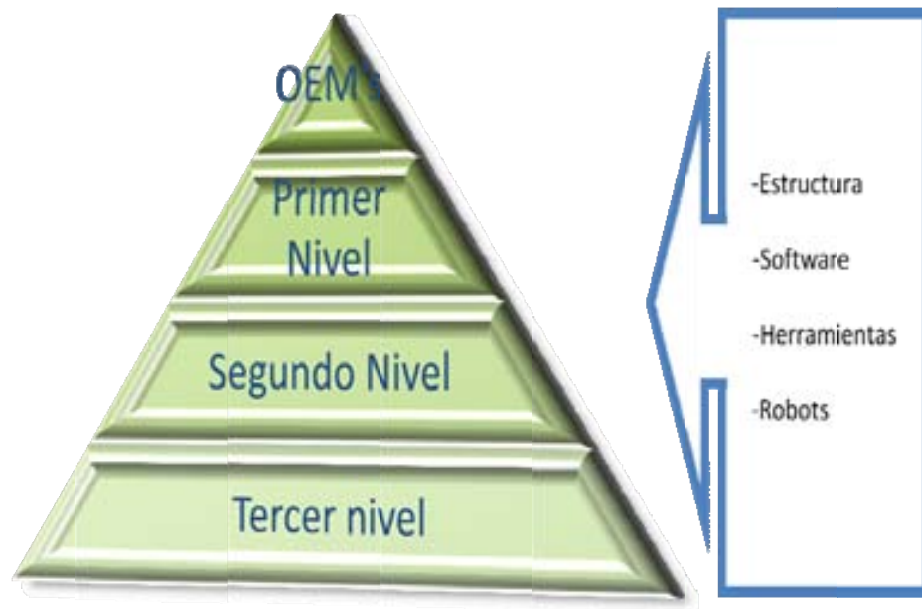 OEM's
Primer
Nivel
Segundo Nivel
Tercer nivel
-Estructura
-Software
-Herramientas
-Robots